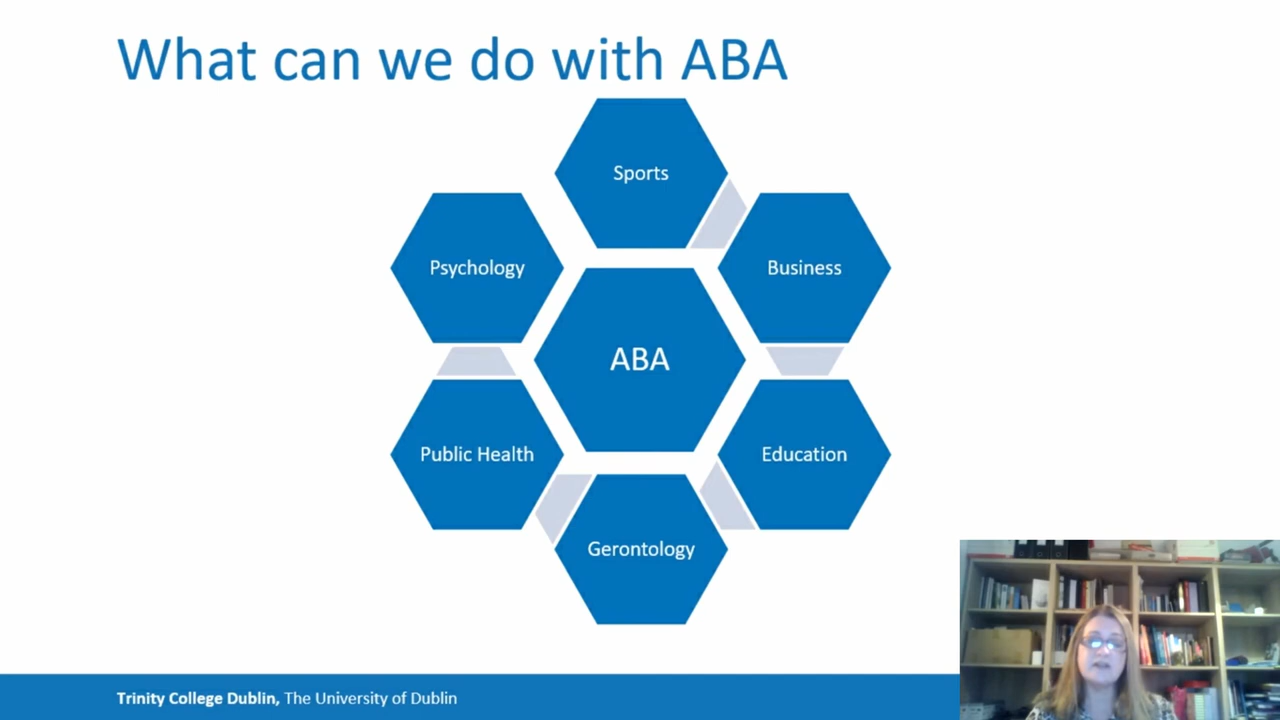 What can we do with ABA
Sports
Psychology
Business
ABA
Public Health
Education
Gerontology
Trinity College Dublin, The University of Dublin